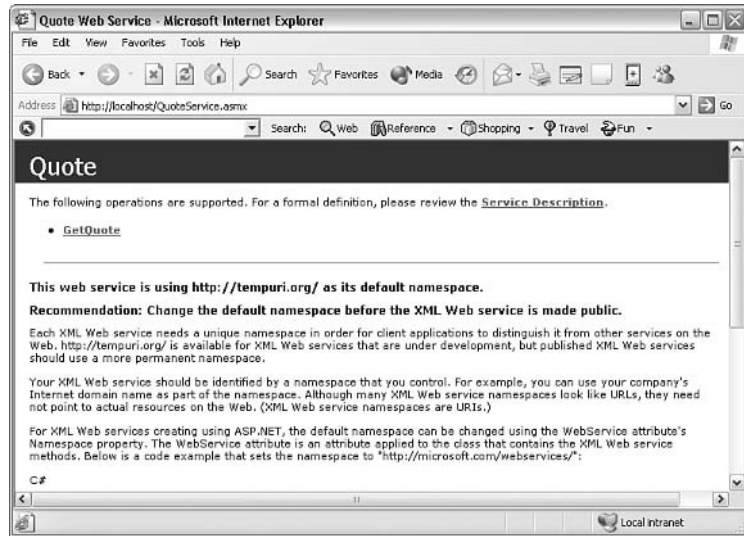 Quote Web Service - Microsoft Internet Explorer
File Edit View Favorites Tools Help
Back Search Favorites Media
Address http://localhost/QuoteService.asmx Go
Search: Web Reference Shopping Travel Fun
Quote
The following operations are supported. For a formal definition, please review the Service Description.
• GetQuote
This web service is using http://tempuri.org/ as its default namespace.
Recommendation: Change the default namespace before the XML Web service is made public.
Each XML Web service needs a unique namespace in order for client applications to distinguish it from other services on the
Web. http://tempuri.org/ is available for XML Web services that are under development, but published XML Web services
should use a more permanent namespace.
Your XML Web service should be identified by a namespace that you control. For example, you can use your company's
Internet domain name as part of the namespace. Although many XML Web service namespaces look like URLs, they need
not point to actual resources on the Web. (XML Web service namespaces are URIs.)
For XML Web services creating using ASP.NET, the default namespace can be changed using the WebService attribute's
Namespace property. The WebService attribute is an attribute applied to the class that contains the XML Web service
methods. Below is a code example that sets the namespace to "http://microsoft.com/webservices/":
C#
Local intranet